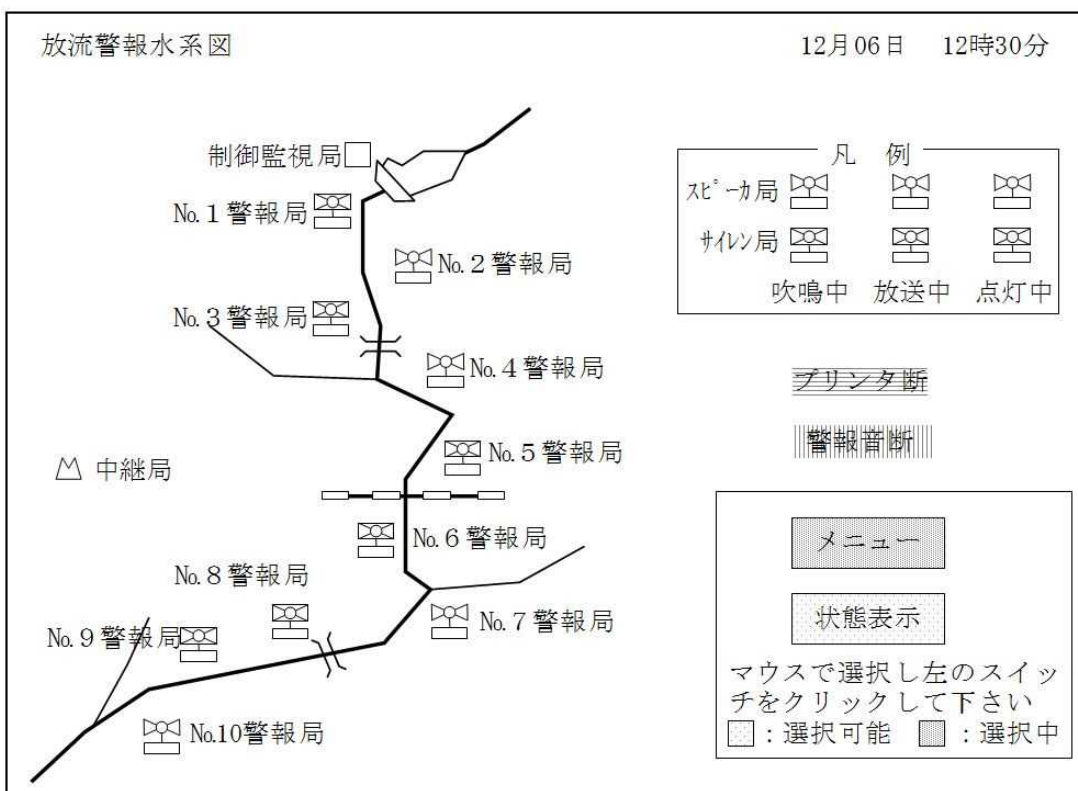 放流警報水系図
12月06日 12時30分
制御監視局
No.1警報局
No.2警報局
No.3警報局
No.4警報局
No.5警報局
中継局
No.6警報局
No.8警報局
No.7警報局
No.9警報局
No.10警報局
凡 例
スピーカ局
サイレン局
吹鳴中 放送中 点灯中
プリンタ断
警報音断
メニュー
状態表示
マウスで選択し左のスイッ
チをクリックして下さい
:選択可能 :選択中